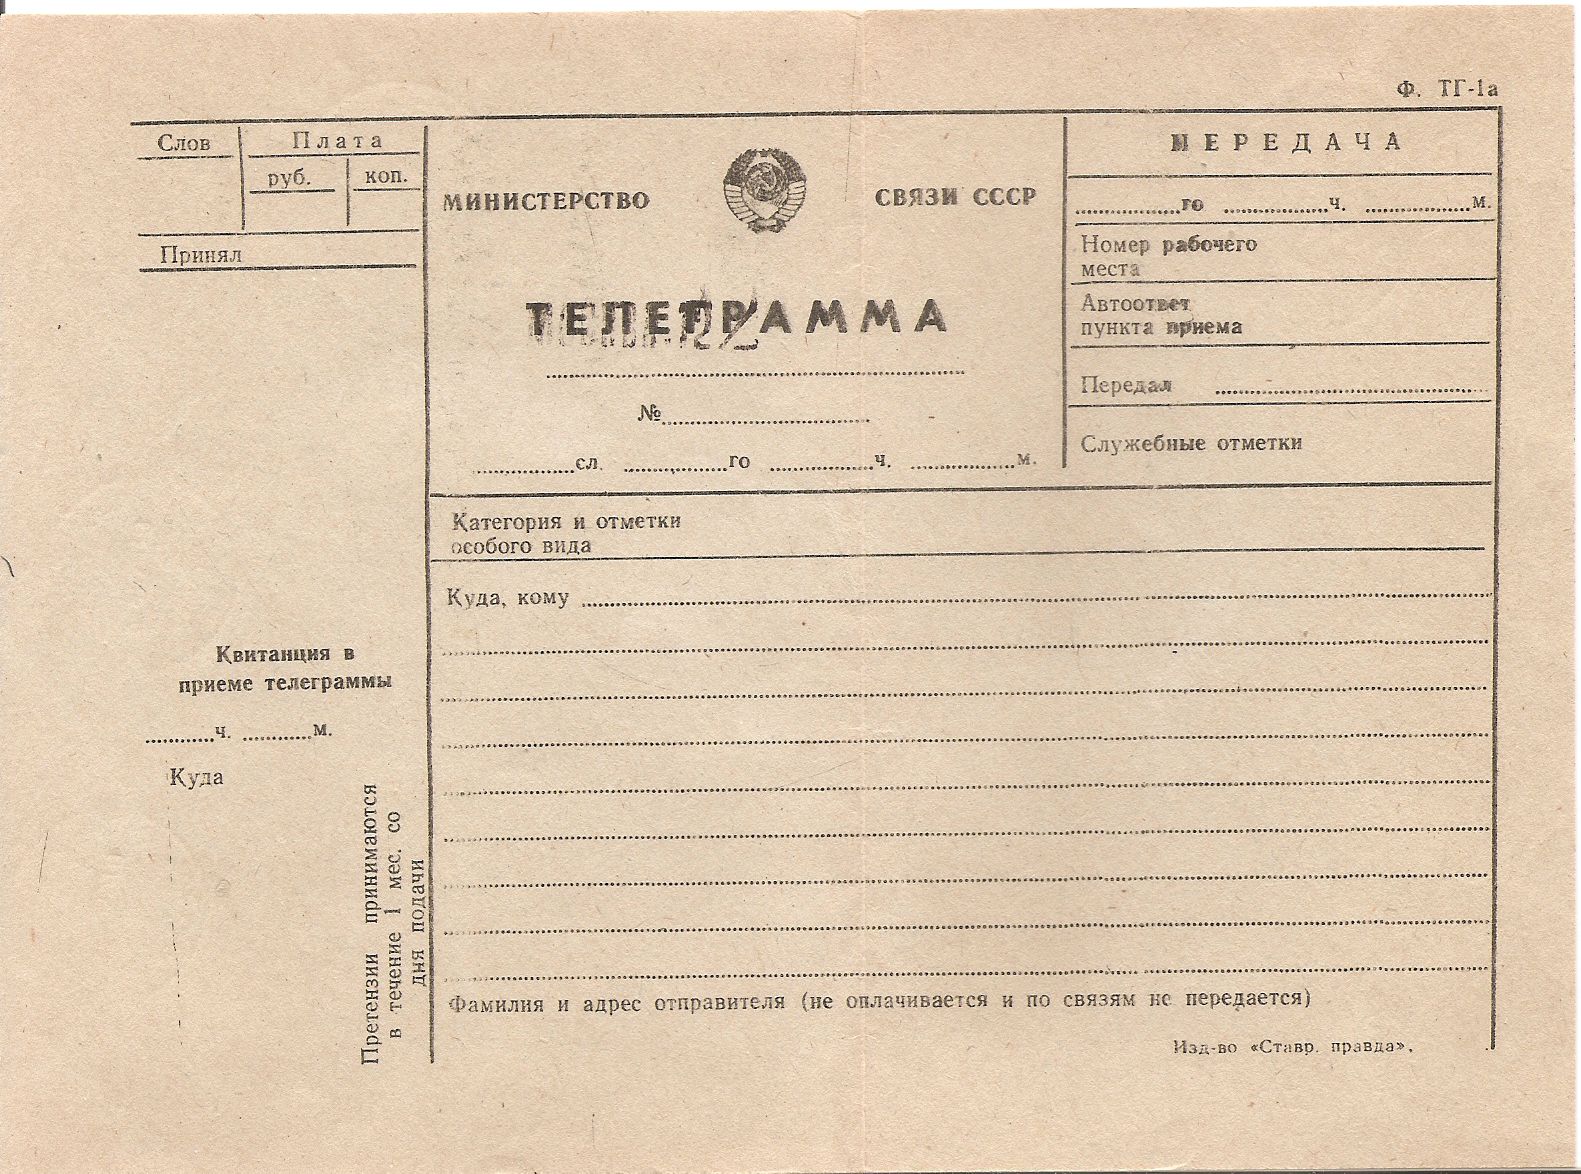 Ф. ТГ-1а
Слов
Плата
руб. коп.
Принял
Квитанция в
приеме телеграммы
............ч. ............м.
Куда
Претензии принимаются
в течение 1 мес. со
дня подачи
МИНИСТЕРСТВО СВЯЗИ СССР
ТЕЛЕГРАММА
№
..................сл. ..................го ..................ч. ..................м.
ПЕРЕДАЧА
..................го ..................ч. ..................м.
Номер рабочего
места
Автоответ
пункта приема
Передал
Служебные отметки
Категория и отметки
особого вида
Куда, кому
Фамилия и адрес отправителя (не оплачивается и по связям не передается)
Изд-во «Ставр. правда»,